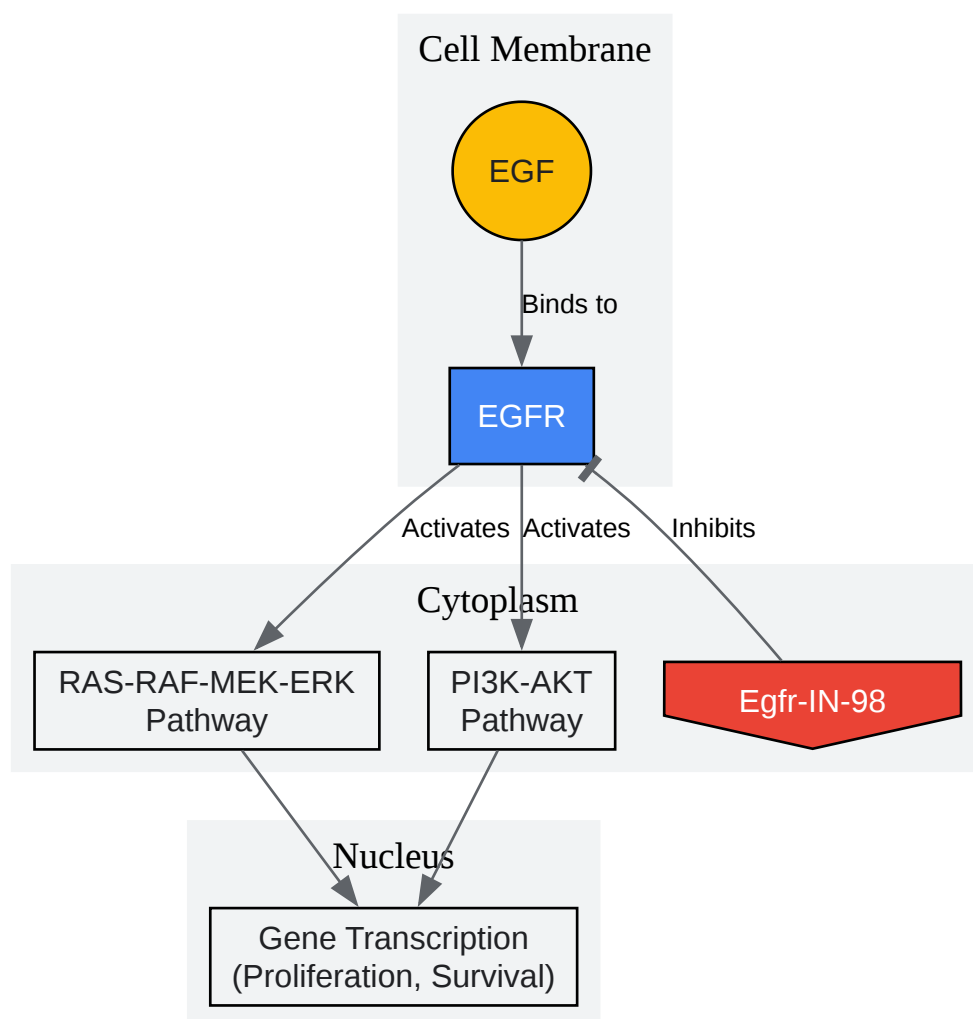 Cell Membrane
EGF
Binds to
EGFR
Activates
Activates
Inhibits
Cytoplasm
RAS-RAF-MEK-ERK
Pathway
PI3K-AKT
Pathway
Egfr-IN-98
Nucleus
Gene Transcription
(Proliferation, Survival)